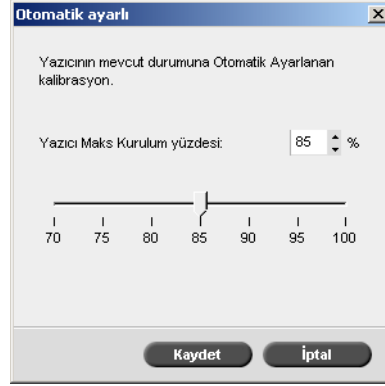 Otomatik ayarlı
Yazıcının mevcut durumuna Otomatik Ayarlanan
kalibrasyon.
Yazıcı Maks Kurulum yüzdesi: 85 %
70 75 80 85 90 95 100
Kaydet İptal